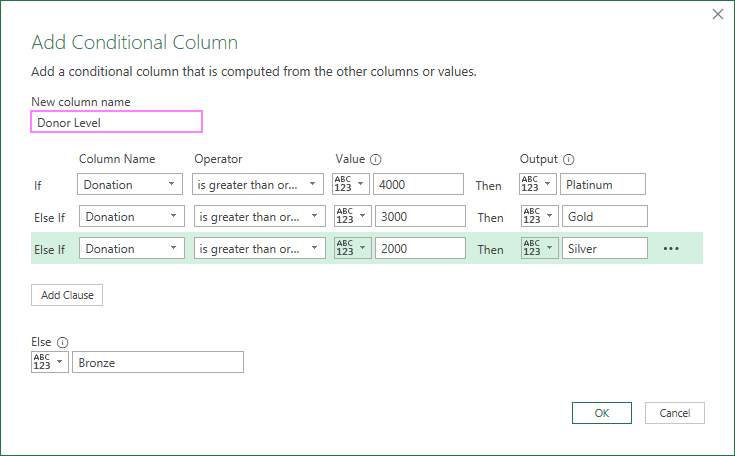 Add Conditional Column
Add a conditional column that is computed from the other columns or values.
New column name
Donor Level
Column Name Operator Value Output
If Donation is greater than or... ABC 123 4000 Then ABC 123 Platinum
Else If Donation is greater than or... ABC 123 3000 Then ABC 123 Gold
Else If Donation is greater than or... ABC 123 2000 Then ABC 123 Silver ...
Add Clause
Else
ABC 123 Bronze
OK Cancel